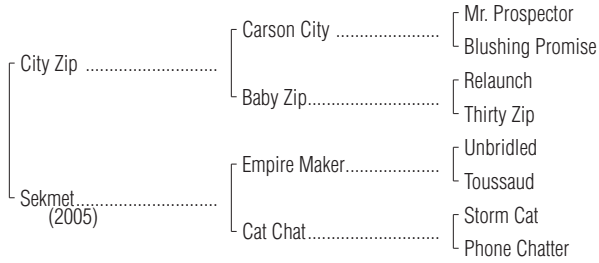 Mr. Prospector
Carson City ....................
Blushing Promise
City Zip .........................
Relaunch
Baby Zip.........................
Thirty Zip
Unbridled
Empire Maker..................
Toussaud
Sekmet...........................
(2005)
Storm Cat
Cat Chat.........................
Phone Chatter